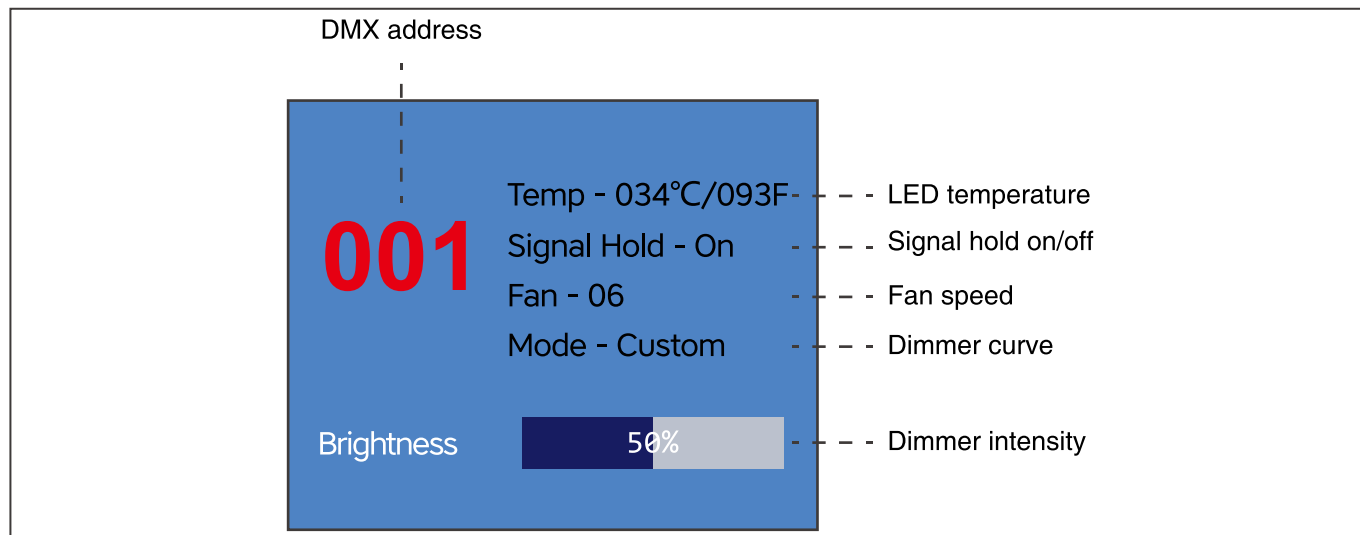 DMX address
Temp - 034℃/093F
LED temperature
001
Signal Hold - On
Signal hold on/off
Fan - 06
Fan speed
Mode - Custom
Dimmer curve
Brightness
50%
Dimmer intensity